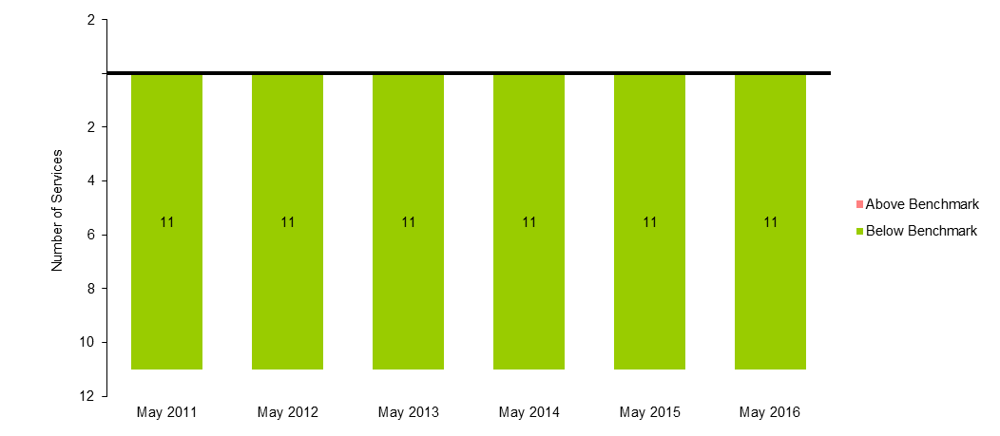 2
2
4
6
8
10
12
Number of Services
11 11 11 11 11 11
May 2011 May 2012 May 2013 May 2014 May 2015 May 2016
Above Benchmark
Below Benchmark